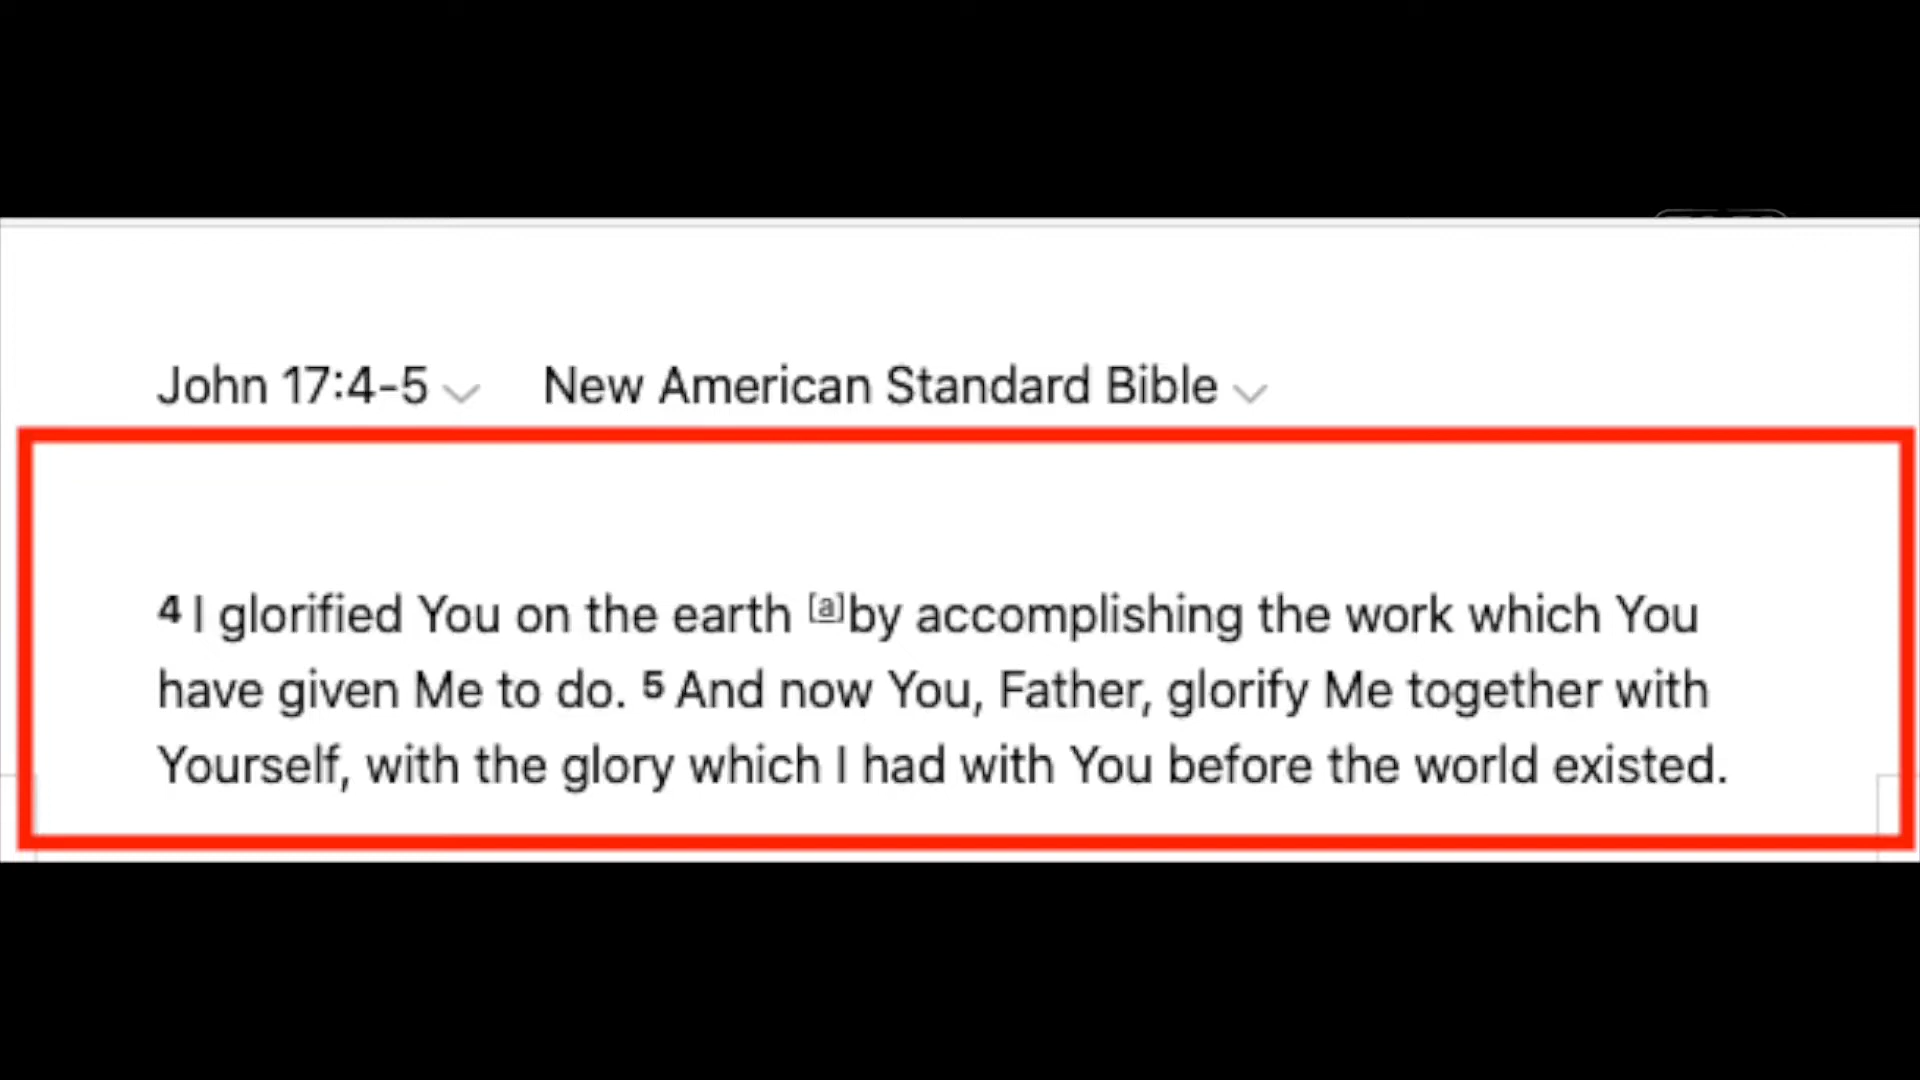 John 17:4-5 New American Standard Bible
4 I glorified You on the earth [a]by accomplishing the work which You
have given Me to do. 5 And now You, Father, glorify Me together with
Yourself, with the glory which I had with You before the world existed.